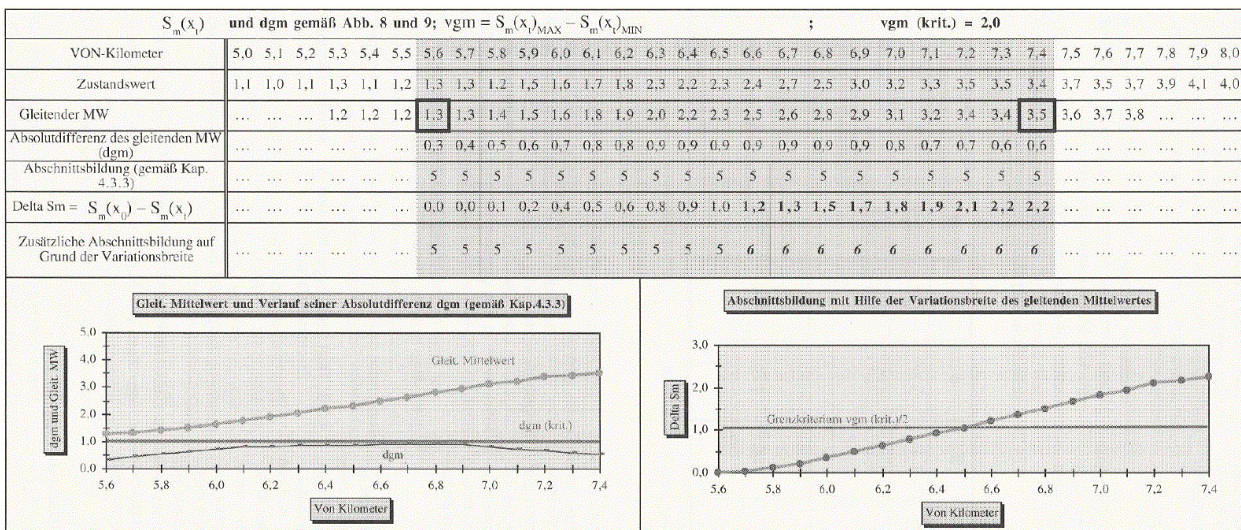 S_m(x_i) und dgm gemäß Abb. 8 und 9; vgm = S_m(x_i)_MAX – S_m(x_i)_MIN ; vgm (krit.) = 2,0
VON-Kilometer 5,0 5,1 5,2 5,3 5,4 5,5 5,6 5,7 5,8 5,9 6,0 6,1 6,2 6,3 6,4 6,5 6,6 6,7 6,8 6,9 7,0 7,1 7,2 7,3 7,4 7,5 7,6 7,7 7,8 7,9 8,0
Zustandswert 1,1 1,0 1,1 1,3 1,1 1,2 1,3 1,3 1,2 1,5 1,6 1,7 1,8 2,3 2,2 2,3 2,4 2,7 2,5 3,0 3,2 3,3 3,5 3,5 3,4 3,7 3,5 3,7 3,9 4,1 4,0
Gleitender MW ... ... ... 1,2 1,2 1,2 1,3 1,3 1,4 1,5 1,6 1,8 1,9 2,0 2,2 2,3 2,5 2,6 2,8 2,9 3,1 3,2 3,4 3,4 3,5 3,6 3,7 3,8 ... ... ...
Absolutdifferenz des gleitenden MW
(dgm) ... ... ... ... ... ... 0,3 0,4 0,5 0,6 0,7 0,8 0,8 0,9 0,9 0,9 0,9 0,9 0,9 0,9 0,8 0,7 0,7 0,6 0,6 ... ... ... ... ... ...
Abschnittsbildung (gemäß Kap.
4.3.3) ... ... ... ... ... ... 5 5 5 5 5 5 5 5 5 5 5 5 5 5 5 5 5 5 5 ... ... ... ... ... ...
Delta Sm = S_m(x_0) – S_m(x_i) ... ... ... ... ... ... 0,0 0,0 0,1 0,2 0,4 0,5 0,6 0,8 0,9 1,0 1,2 1,3 1,5 1,7 1,8 1,9 2,1 2,2 2,2 ... ... ... ... ... ...
Zusätzliche Abschnittsbildung auf
Grund der Variationsbreite ... ... ... ... ... ... 5 5 5 5 5 5 5 5 5 5 6 6 6 6 6 6 6 6 6 ... ... ... ... ... ...
Gleit. Mittelwert und Verlauf seiner Absolutdifferenz dgm (gemäß Kap.4.3.3)
dgm und Gleit. MW
5,0
4,0
3,0
2,0
1,0
0,0
Gleit. Mittelwert
dgm (krit.)
dgm
5,6 5,8 6,0 6,2 6,4 6,6 6,8 7,0 7,2 7,4
Von Kilometer
Abschnittsbildung mit Hilfe der Variationsbreite des gleitenden Mittelwertes
Delta Sm
3,0
2,0
1,0
0,0
Grenzkriterium vgm (krit.)/2
5,6 5,8 6,0 6,2 6,4 6,6 6,8 7,0 7,2 7,4
Von Kilometer